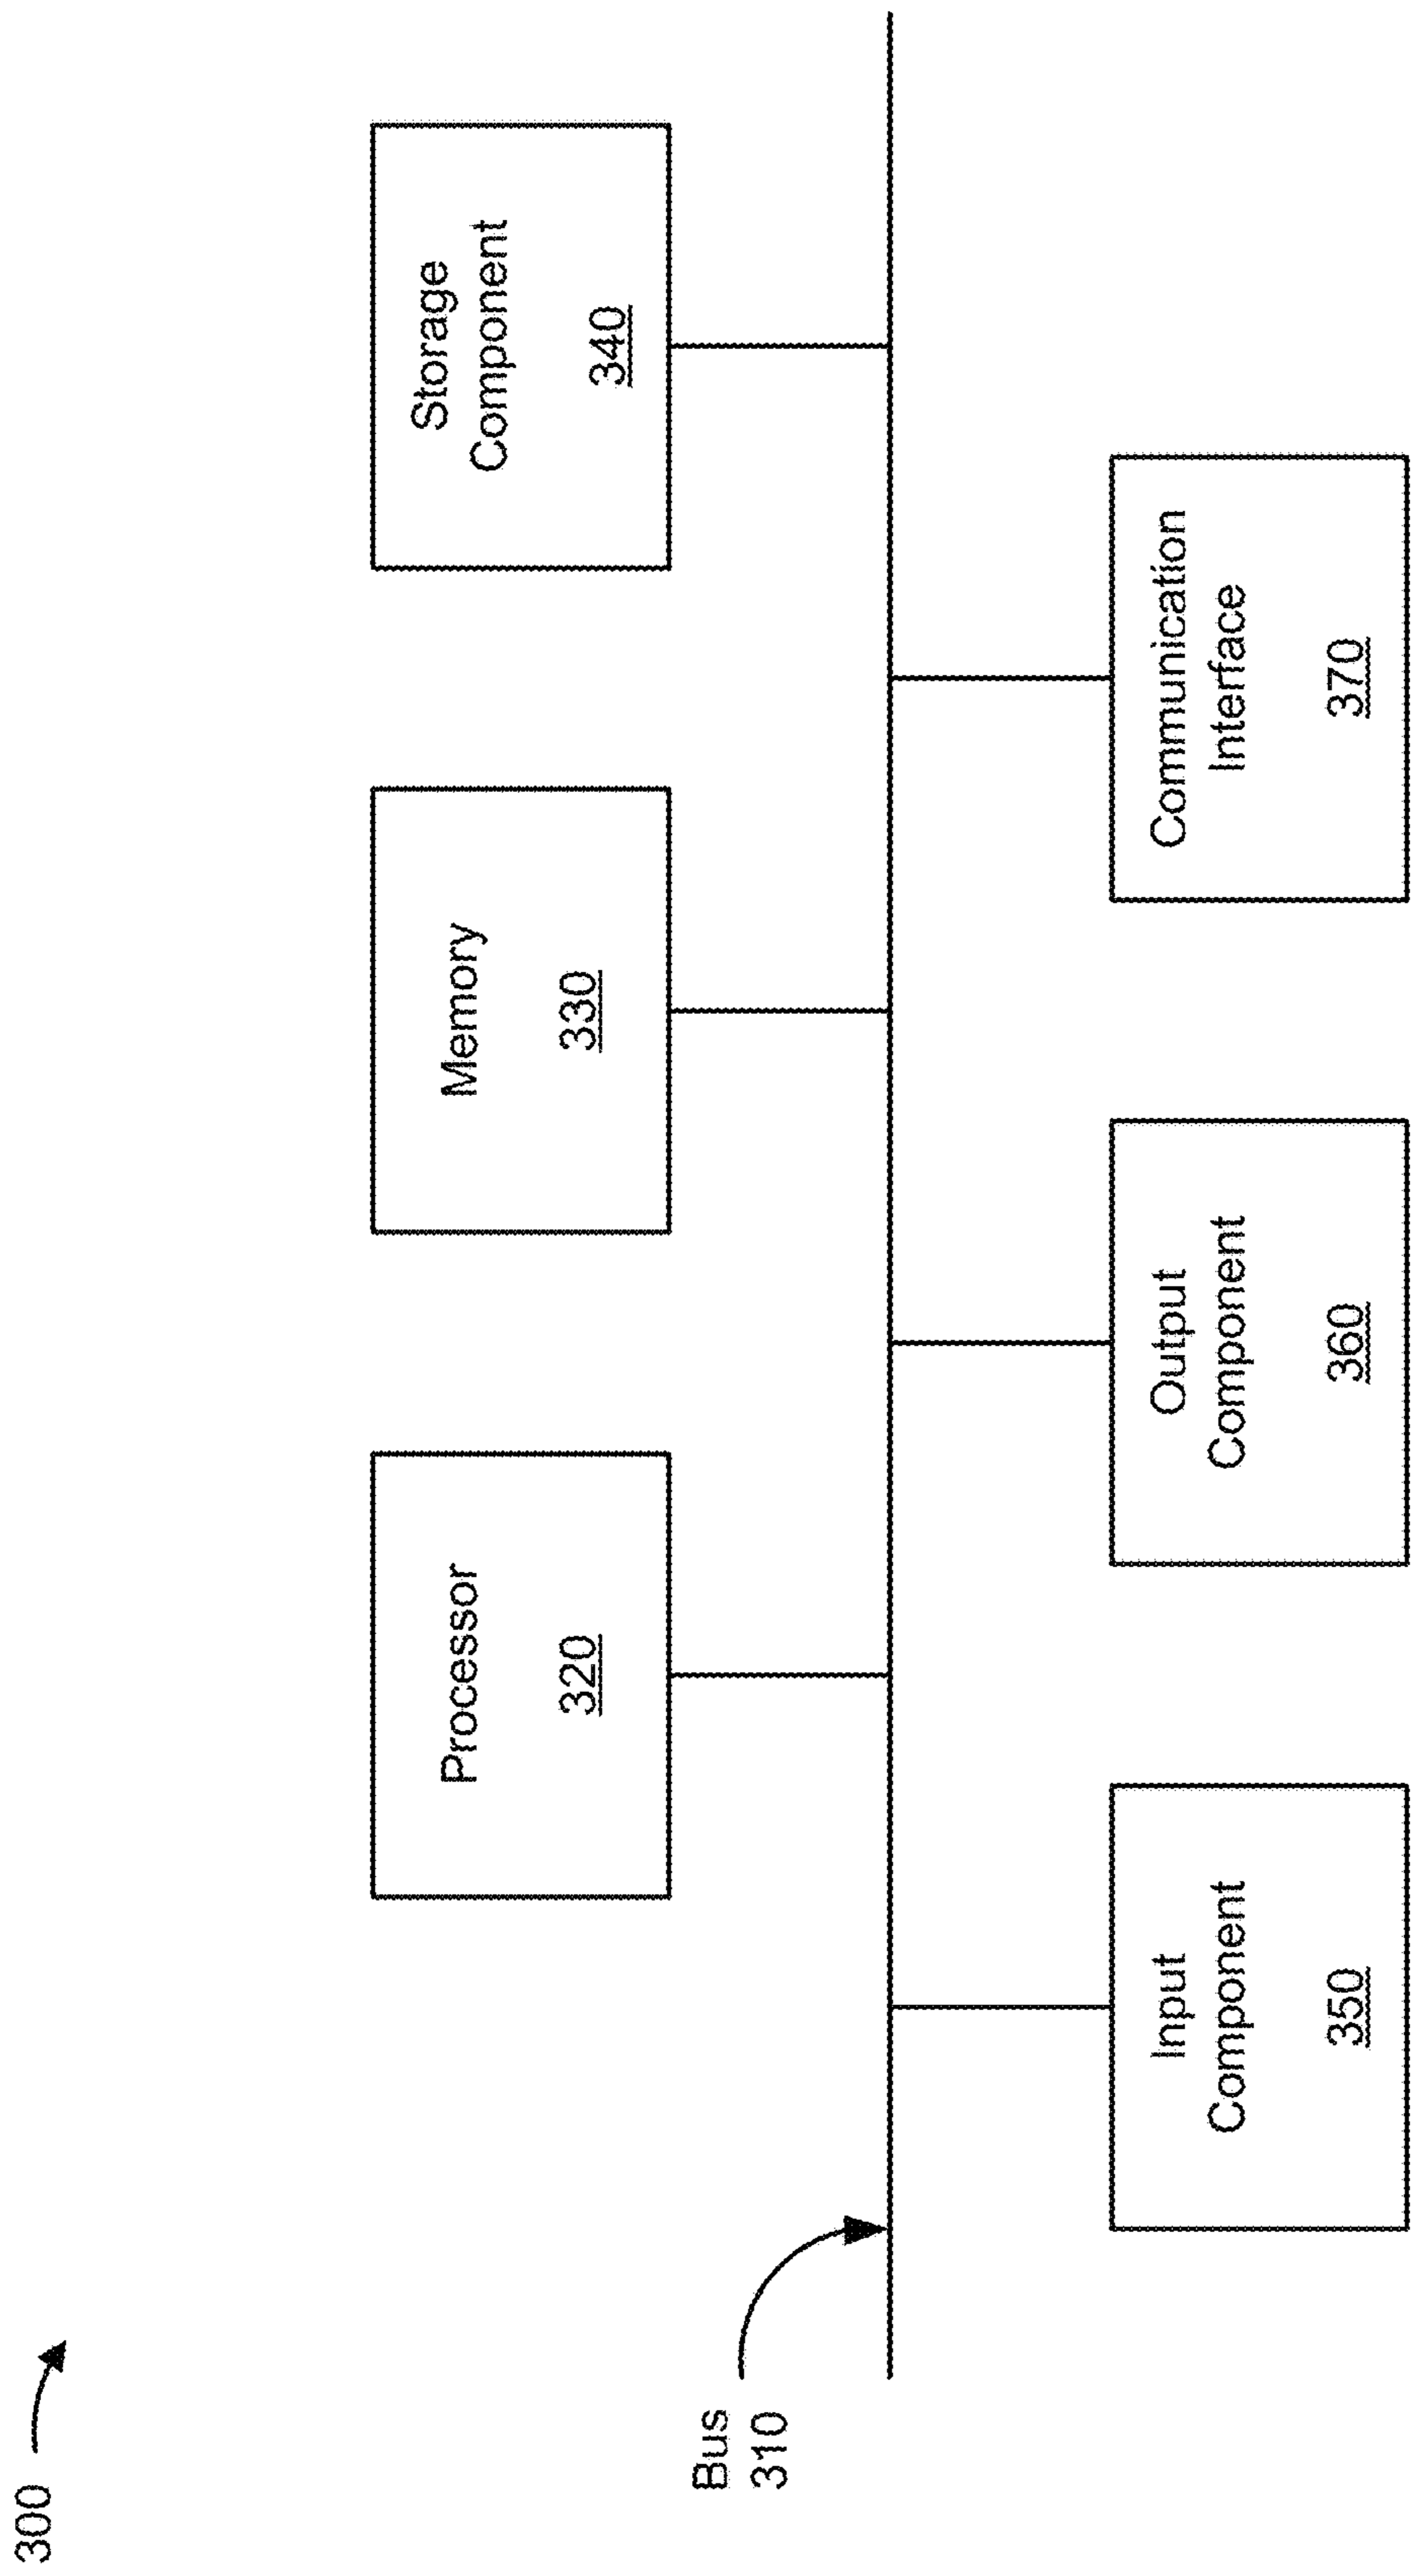 300
Processor
320
Memory
330
Storage
Component
340
Bus
310
Input
Component
350
Output
Component
360
Communication
Interface
370